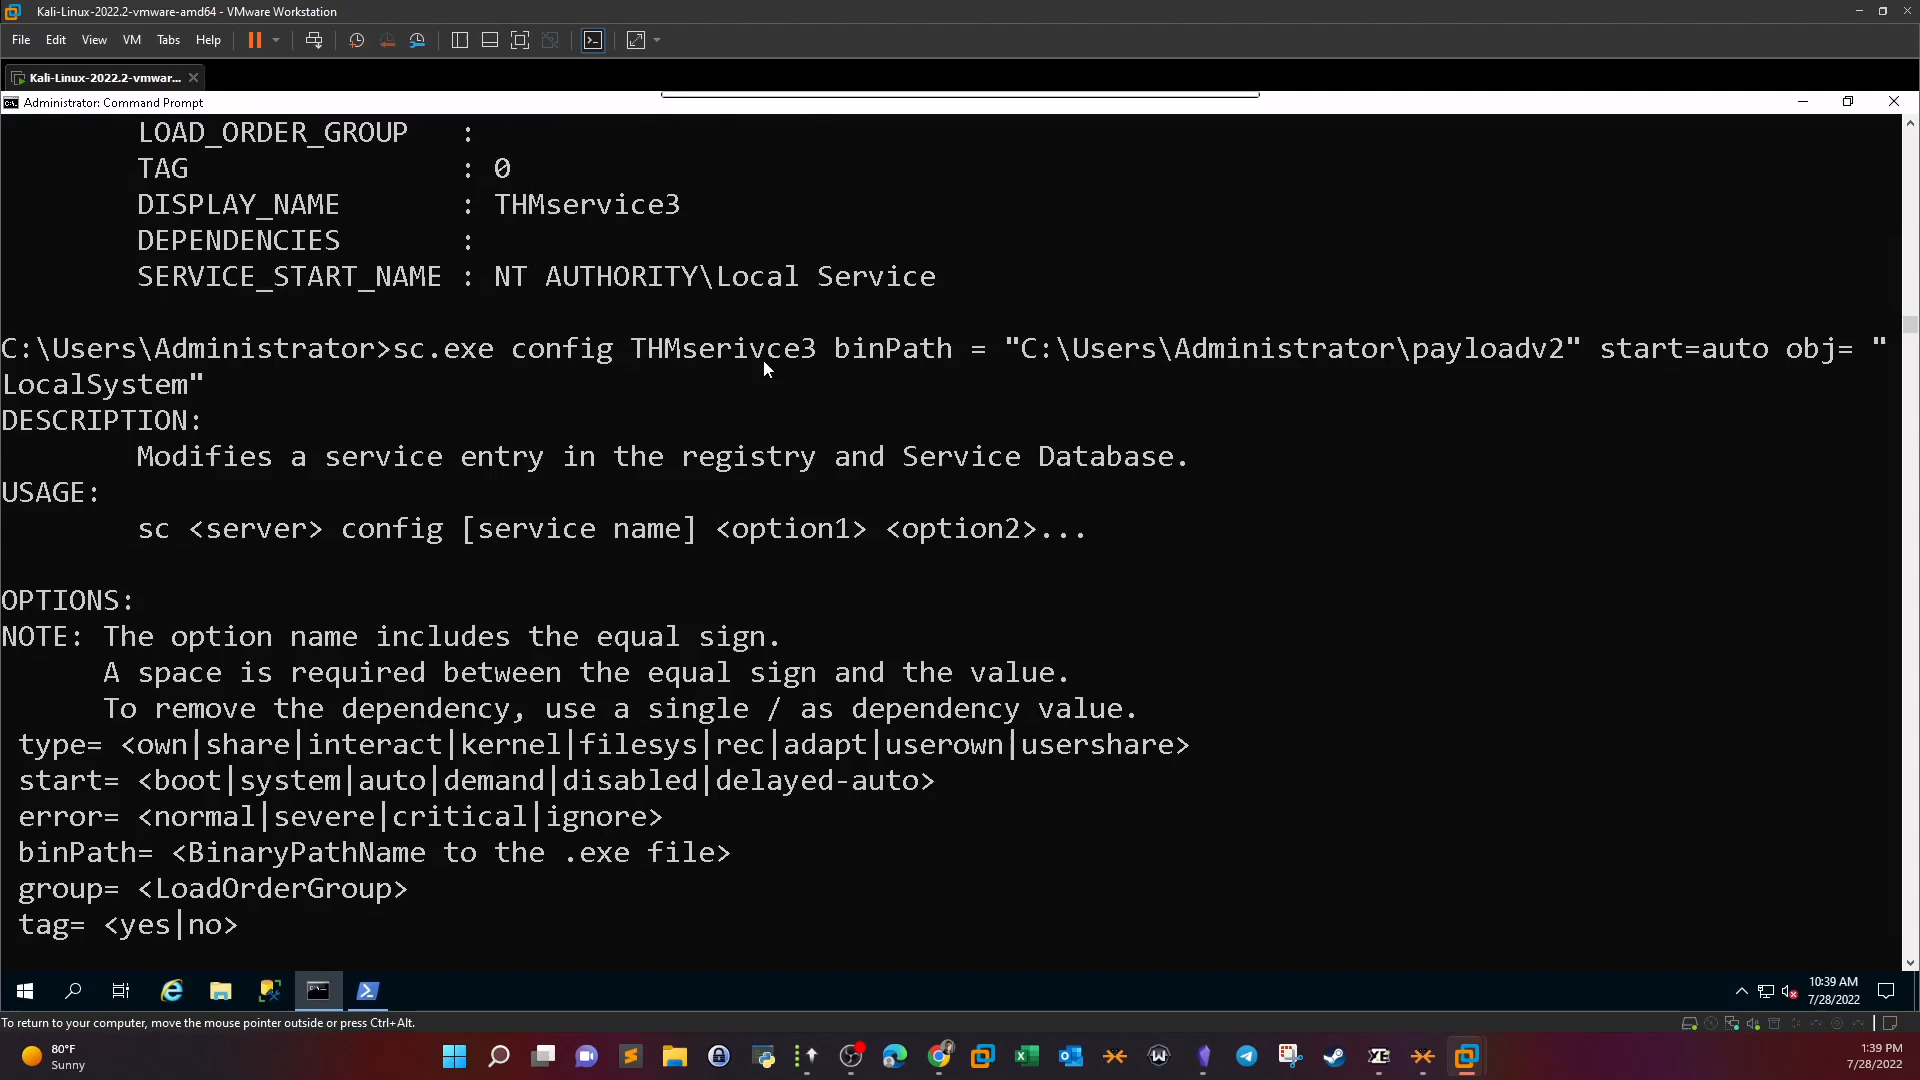 Kali-Linux-2022.2-vmware-amd64 - VMware Workstation
File Edit View VM Tabs Help
Kali-Linux-2022.2-vmwar...
Administrator: Command Prompt
LOAD_ORDER_GROUP :
TAG : 0
DISPLAY_NAME : THMservice3
DEPENDENCIES :
SERVICE_START_NAME : NT AUTHORITY\Local Service
C:\Users\Administrator>sc.exe config THMserivce3 binPath = "C:\Users\Administrator\payloadv2" start=auto obj= "
LocalSystem"
DESCRIPTION:
Modifies a service entry in the registry and Service Database.
USAGE:
sc <server> config [service name] <option1> <option2>...
OPTIONS:
NOTE: The option name includes the equal sign.
A space is required between the equal sign and the value.
To remove the dependency, use a single / as dependency value.
type= <own|share|interact|kernel|filesys|rec|adapt|userown|usershare>
start= <boot|system|auto|demand|disabled|delayed-auto>
error= <normal|severe|critical|ignore>
binPath= <BinaryPathName to the .exe file>
group= <LoadOrderGroup>
tag= <yes|no>
10:39 AM
7/28/2022
To return to your computer, move the mouse pointer outside or press Ctrl+Alt.
80°F
Sunny
1:39 PM
7/28/2022